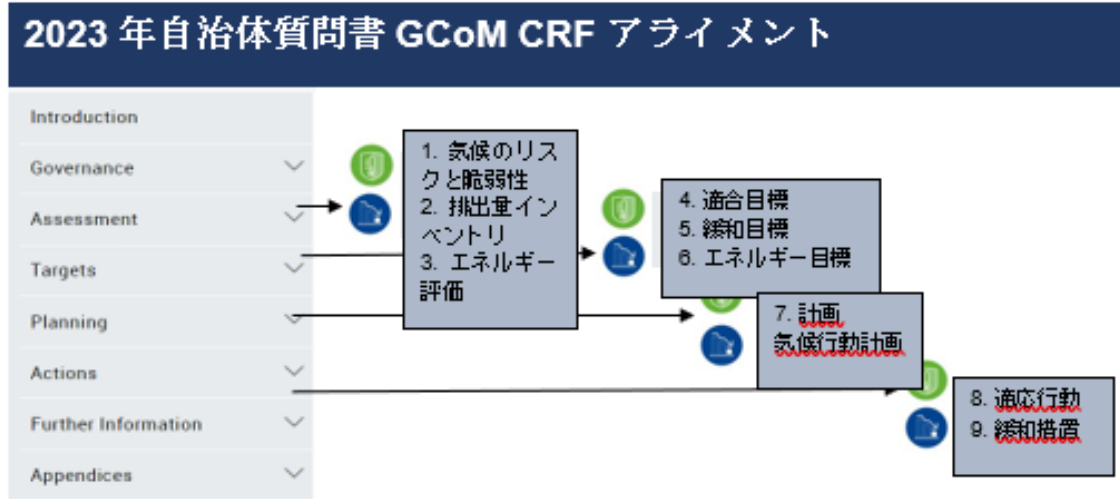 2023 年自治体質問書 GCoM CRF アライメント
Introduction
Governance
Assessment
Targets
Planning
Actions
Further Information
Appendices
1. 気候のリス
クと脆弱性
2. 排出量イン
ベントリ
3. エネルギー
評価
4. 適合目標
5. 緩和目標
6. エネルギー目標
7. 計画
気候行動計画
8. 適応行動
9. 緩和措置